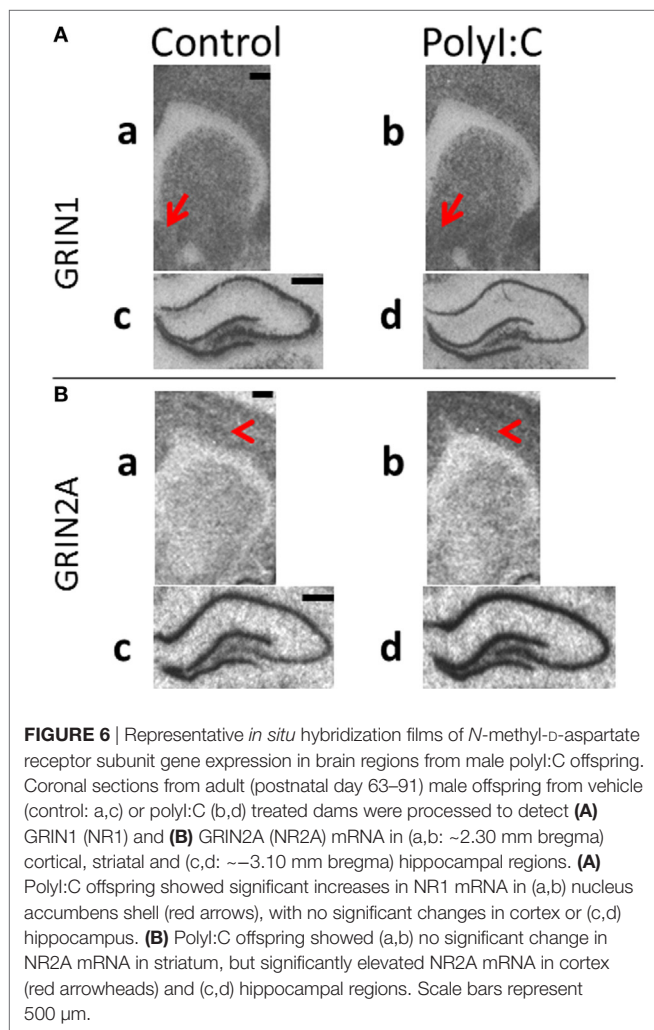 A
Control PolyI:C
GRIN1
a b
c d
B
GRIN2A
a b
c d
FIGURE 6 | Representative in situ hybridization films of N-methyl-D-aspartate
receptor subunit gene expression in brain regions from male polyI:C offspring.
Coronal sections from adult (postnatal day 63–91) male offspring from vehicle
(control: a,c) or polyI:C (b,d) treated dams were processed to detect (A)
GRIN1 (NR1) and (B) GRIN2A (NR2A) mRNA in (a,b: ~2.30 mm bregma)
cortical, striatal and (c,d: ~−3.10 mm bregma) hippocampal regions. (A)
PolyI:C offspring showed significant increases in NR1 mRNA in (a,b) nucleus
accumbens shell (red arrows), with no significant changes in cortex or (c,d)
hippocampus. (B) PolyI:C offspring showed (a,b) no significant change in
NR2A mRNA in striatum, but significantly elevated NR2A mRNA in cortex
(red arrowheads) and (c,d) hippocampal regions. Scale bars represent
500 μm.